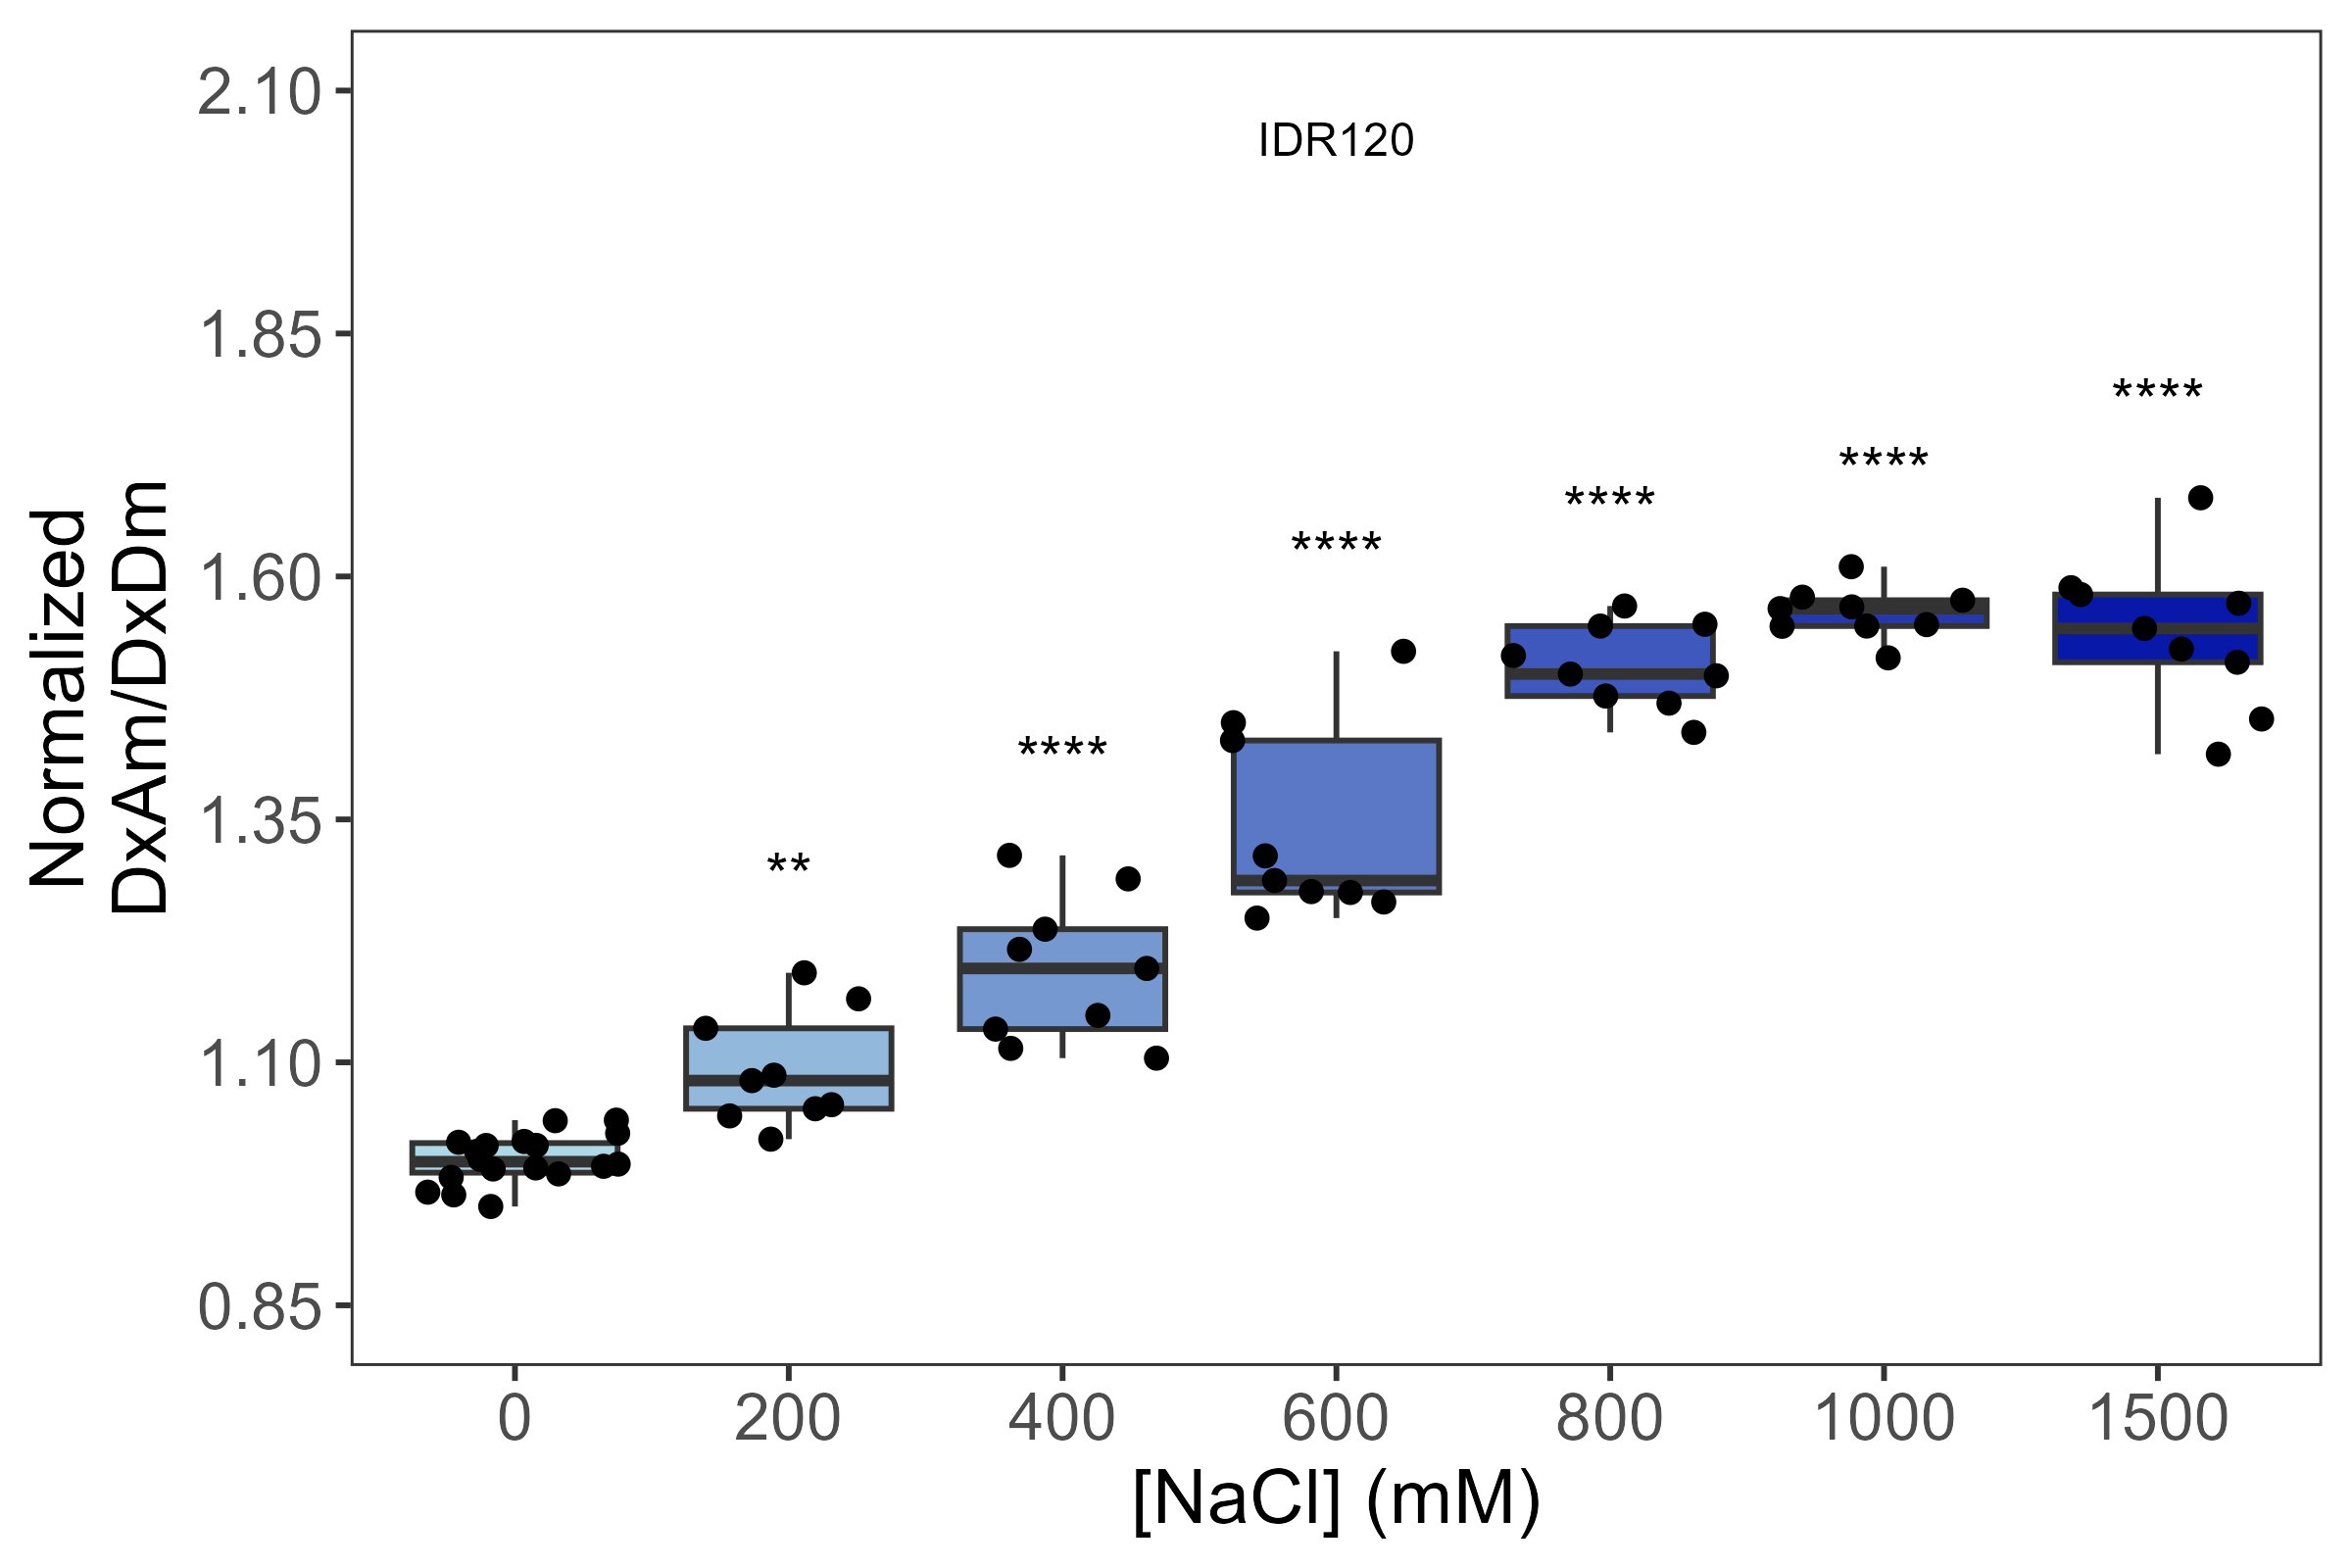 IDR120
2.10
1.85
1.60
1.35
1.10
0.85
Normalized
DxAm/DxDm
**
****
****
****
****
****
0 200 400 600 800 1000 1500
[NaCl] (mM)